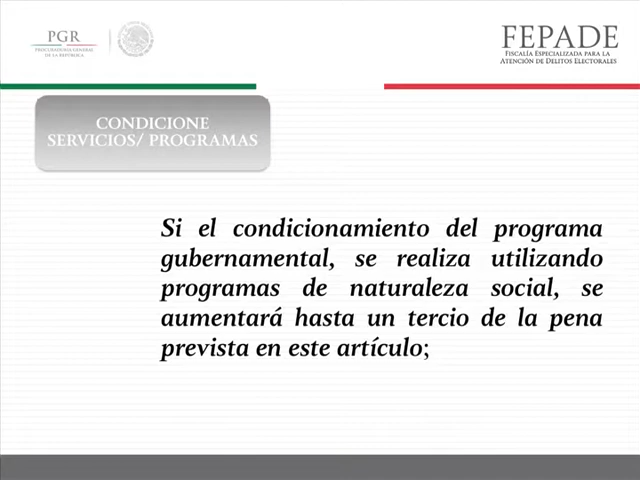 PGR
PROCURADURÍA GENERAL
DE LA REPÚBLICA
FEPADE
FISCALÍA ESPECIALIZADA PARA LA
ATENCIÓN DE DELITOS ELECTORALES
CONDICIONE
SERVICIOS/ PROGRAMAS
Si el condicionamiento del programa
gubernamental, se realiza utilizando
programas de naturaleza social, se
aumentará hasta un tercio de la pena
prevista en este artículo;